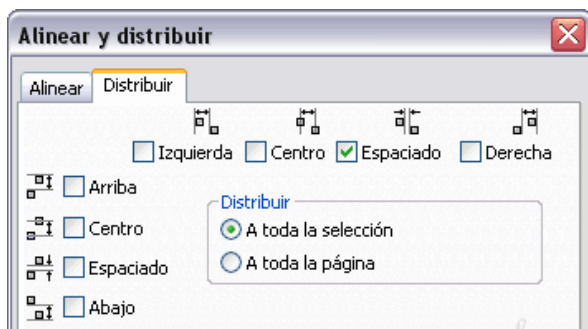 Alinear y distribuir
Alinear Distribuir
Izquierda Centro Espaciado Derecha
Arriba
Distribuir
A toda la selección
Centro
A toda la página
Espaciado
Abajo